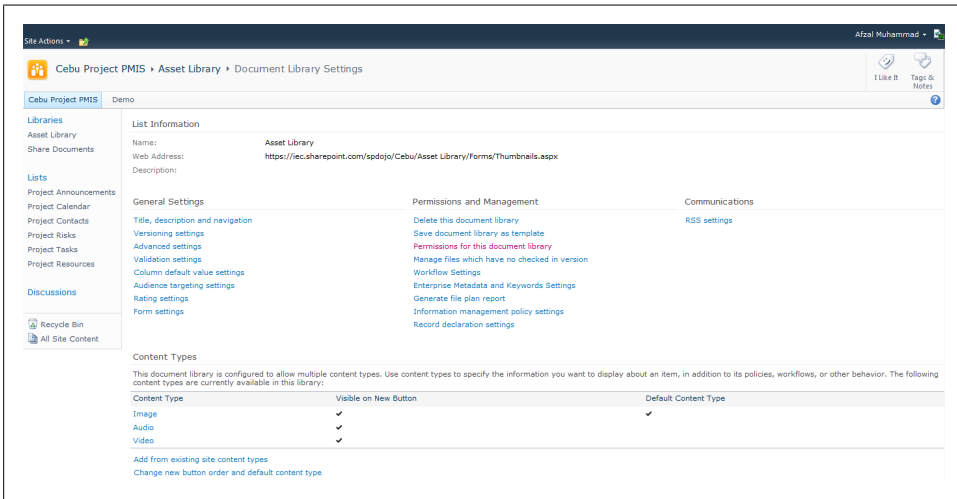 Site Actions
Afzal Muhammad
Cebu Project PMIS ▸ Asset Library ▸ Document Library Settings
I Like It
Tags & Notes
Cebu Project PMIS
Demo
Libraries
Asset Library
Share Documents
Lists
Project Announcements
Project Calendar
Project Contacts
Project Risks
Project Tasks
Project Resources
Discussions
Recycle Bin
All Site Content
List Information
Name: Asset Library
Web Address: https://iec.sharepoint.com/spdojo/Cebu/Asset Library/Forms/Thumbnails.aspx
Description:
General Settings
Title, description and navigation
Versioning settings
Advanced settings
Validation settings
Column default value settings
Audience targeting settings
Rating settings
Form settings
Permissions and Management
Delete this document library
Save document library as template
Permissions for this document library
Manage files which have no checked in version
Workflow Settings
Enterprise Metadata and Keywords Settings
Generate file plan report
Information management policy settings
Record declaration settings
Communications
RSS settings
Content Types
This document library is configured to allow multiple content types. Use content types to specify the information you want to display about an item, in addition to its policies, workflows, or other behavior. The following
content types are currently available in this library:
Content Type Visible on New Button Default Content Type
Image ✔ ✔
Audio ✔
Video ✔
Add from existing site content types
Change new button order and default content type